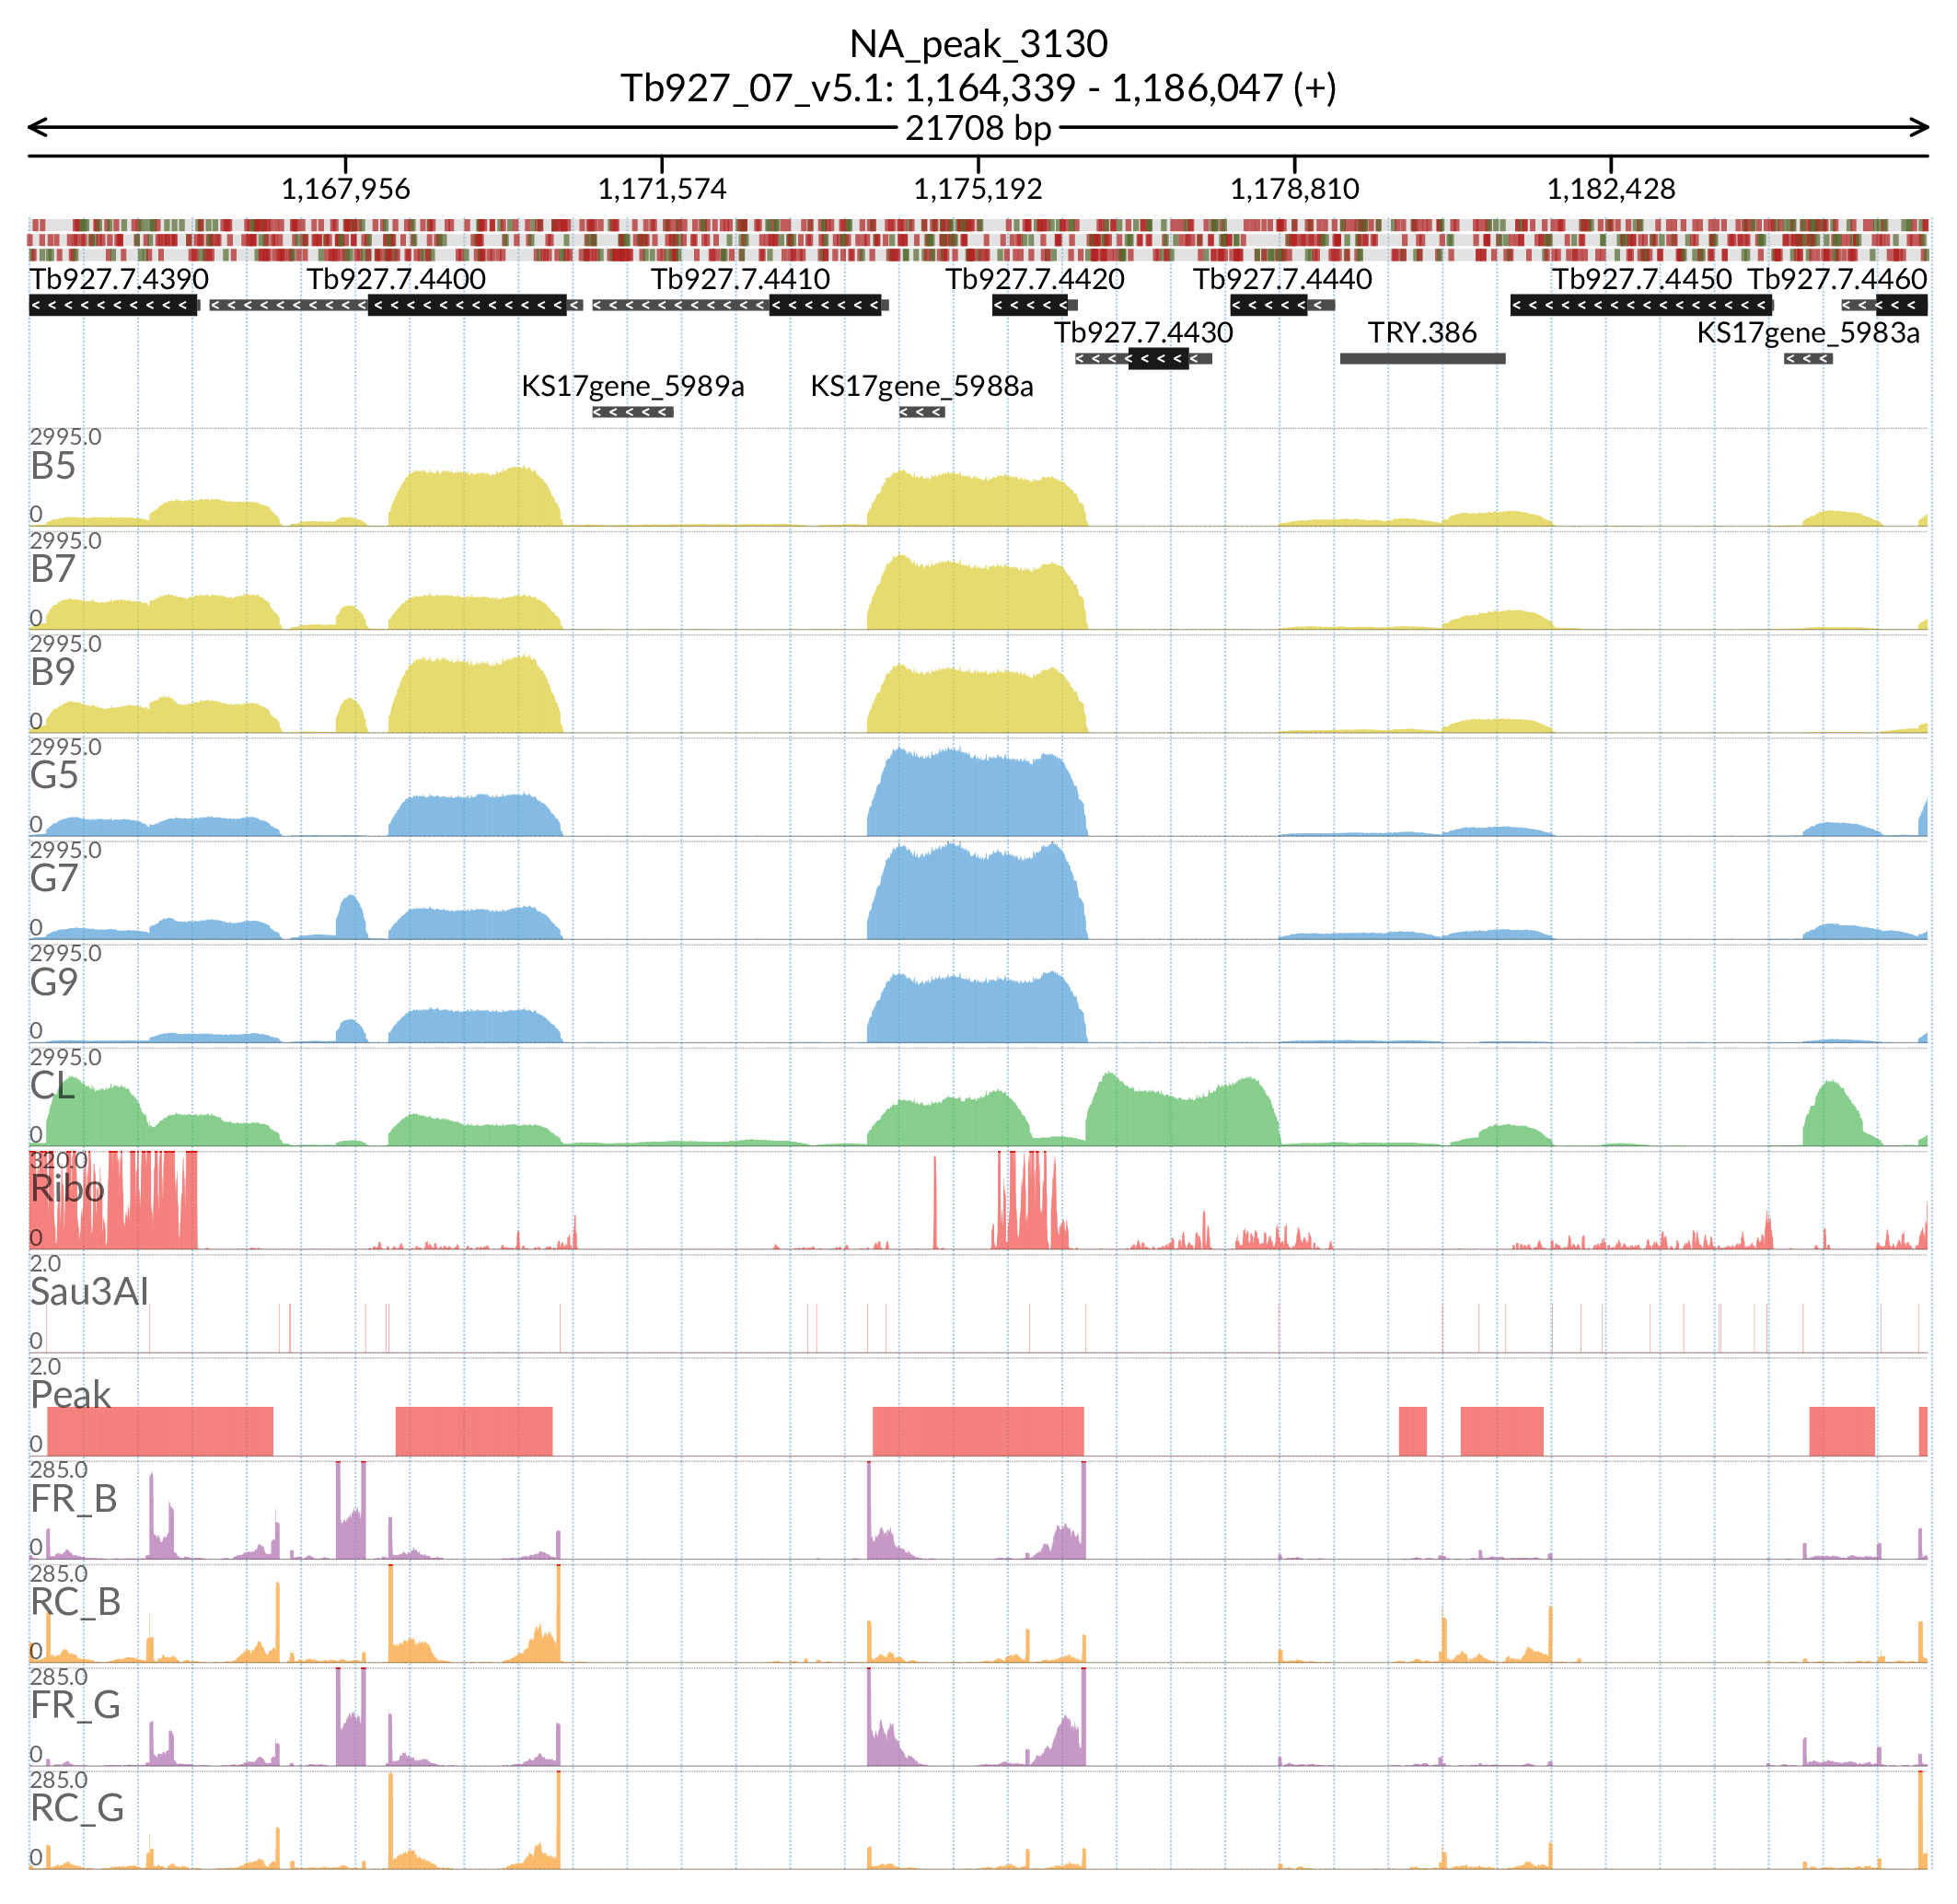 NA_peak_3130
Tb927_07_v5.1: 1,164,339 - 1,186,047 (+)
21708 bp
1,167,956 1,171,574 1,175,192 1,178,810 1,182,428
Tb927.7.4390 Tb927.7.4400 Tb927.7.4410 Tb927.7.4420 Tb927.7.4440 Tb927.7.4450 Tb927.7.4460
Tb927.7.4430 TRY.386 KS17gene_5983a
KS17gene_5989a KS17gene_5988a
2995.0
B5
0
2995.0
B7
0
2995.0
B9
0
2995.0
G5
0
2995.0
G7
0
2995.0
G9
0
2995.0
CL
0
320.0
Ribo
0
2.0
Sau3AI
0
2.0
Peak
0
285.0
FR_B
0
285.0
RC_B
0
285.0
FR_G
0
285.0
RC_G
0